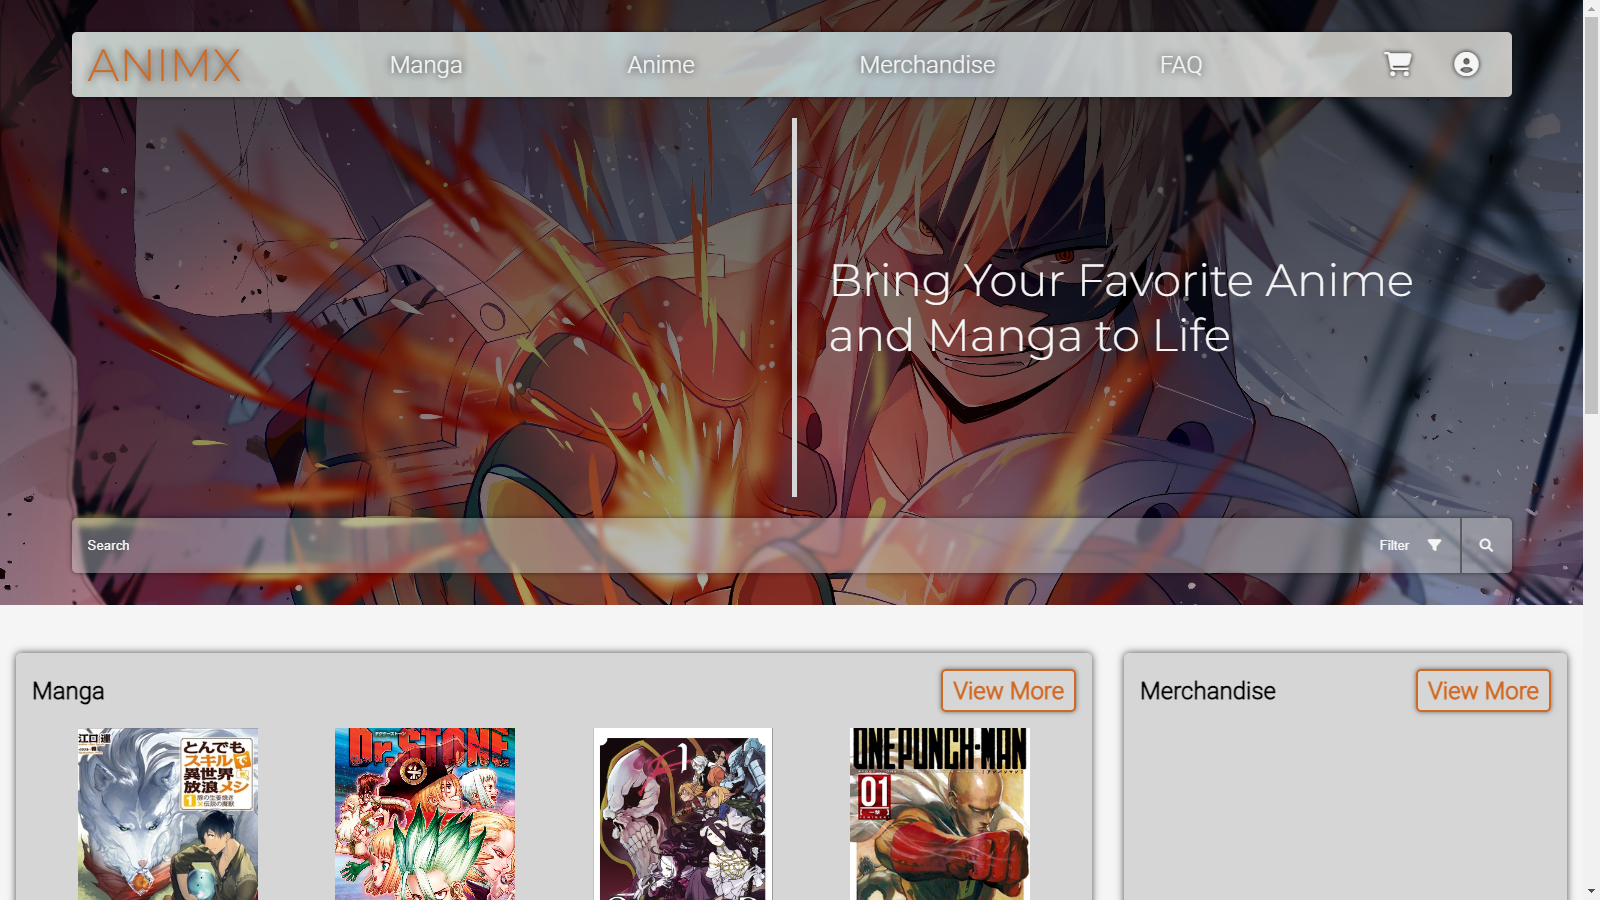 ANIMX
Manga
Anime
Merchandise
FAQ
Bring Your Favorite Anime
and Manga to Life
Search
Filter
Manga
View More
Merchandise
View More
江口連
とんでも
スキルで
異世界
放浪メシ
1
Dr.STONE
1
ONEPUNCH-MAN
01